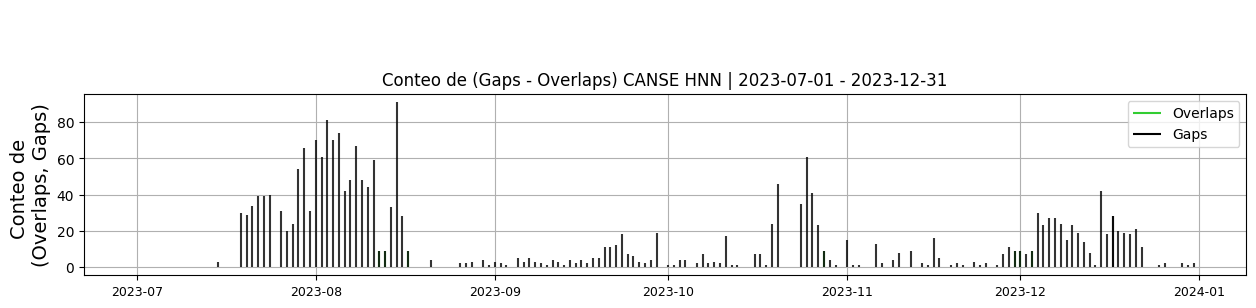 Conteo de (Gaps - Overlaps) CANSE HNN | 2023-07-01 - 2023-12-31
Conteo de
(Overlaps, Gaps)
80
60
40
20
0
Overlaps
Gaps
2023-07
2023-08
2023-09
2023-10
2023-11
2023-12
2024-01